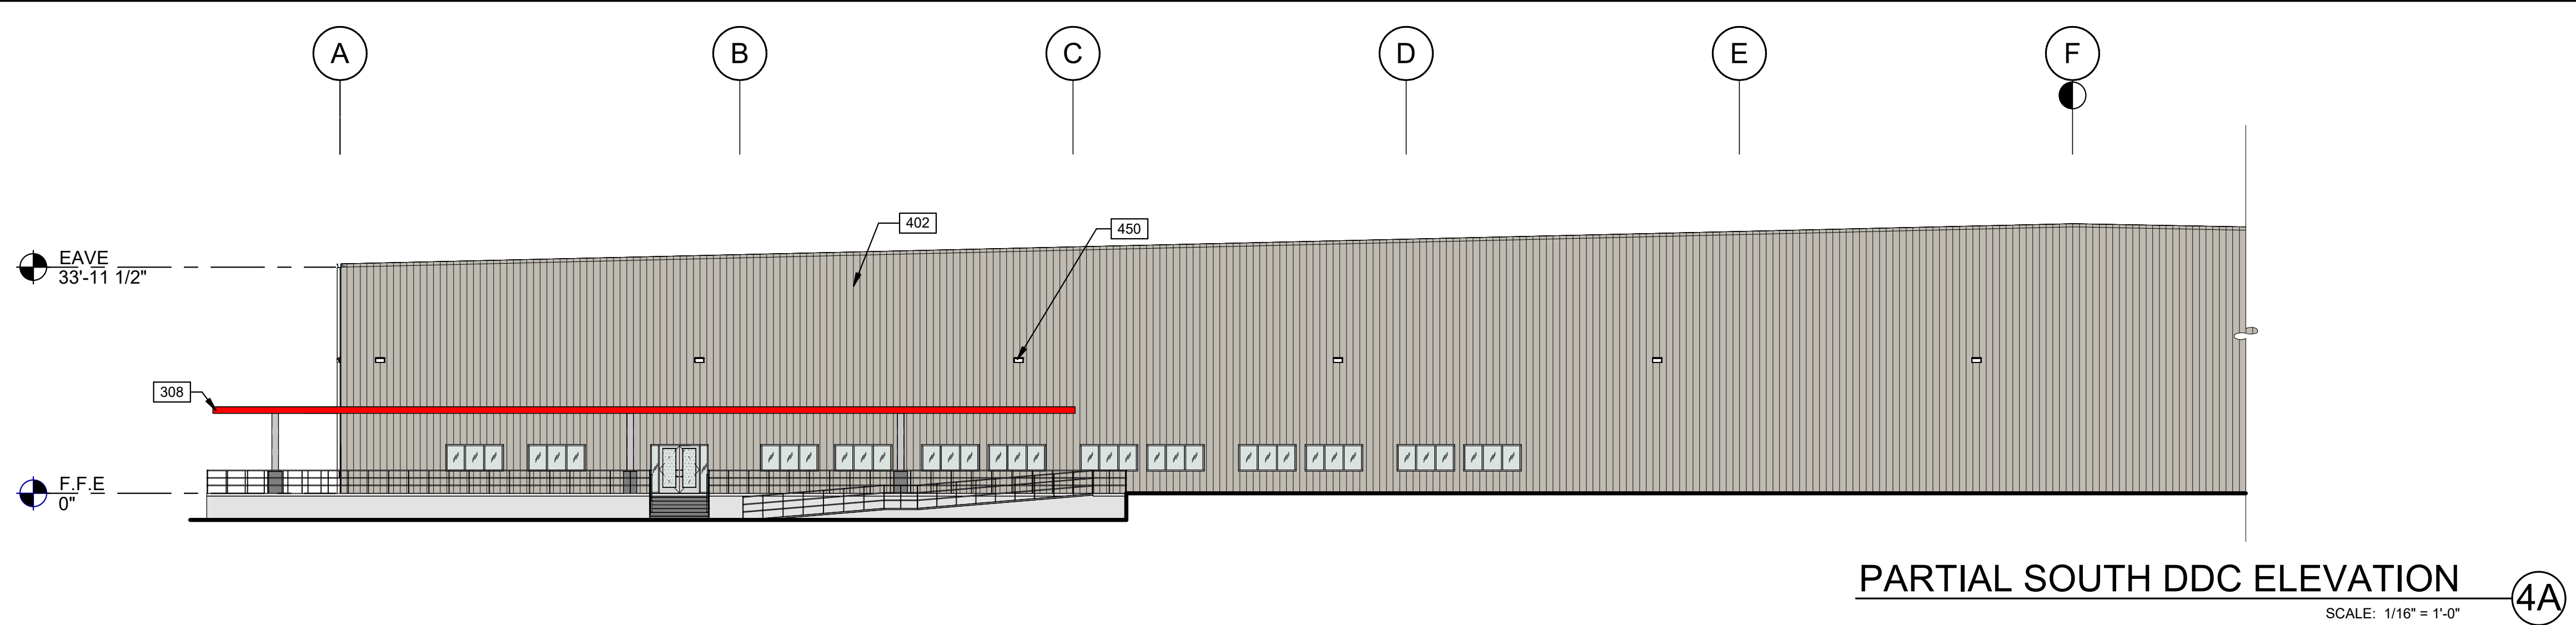 A
B
C
D
E
F
402
450
EAVE
33'-11 1/2"
308
F.F.E
0"
PARTIAL SOUTH DDC ELEVATION
4A
SCALE: 1/16" = 1'-0"